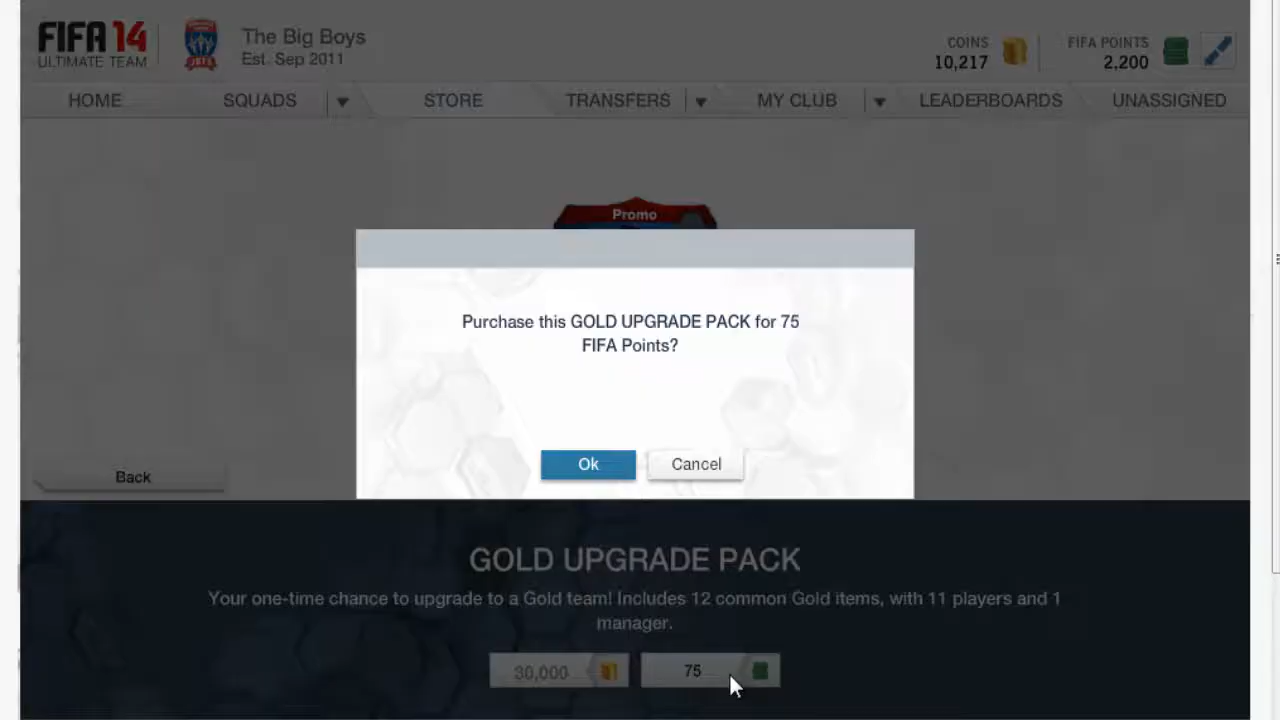 FIFA 14
ULTIMATE TEAM
JETS
The Big Boys
Est. Sep 2011
COINS
10,217
FIFA POINTS
2,200
HOME
SQUADS
STORE
TRANSFERS
MY CLUB
LEADERBOARDS
UNASSIGNED
Promo
Purchase this GOLD UPGRADE PACK for 75
FIFA Points?
Ok
Cancel
Back
GOLD UPGRADE PACK
Your one-time chance to upgrade to a Gold team! Includes 12 common Gold items, with 11 players and 1
manager.
30,000
75